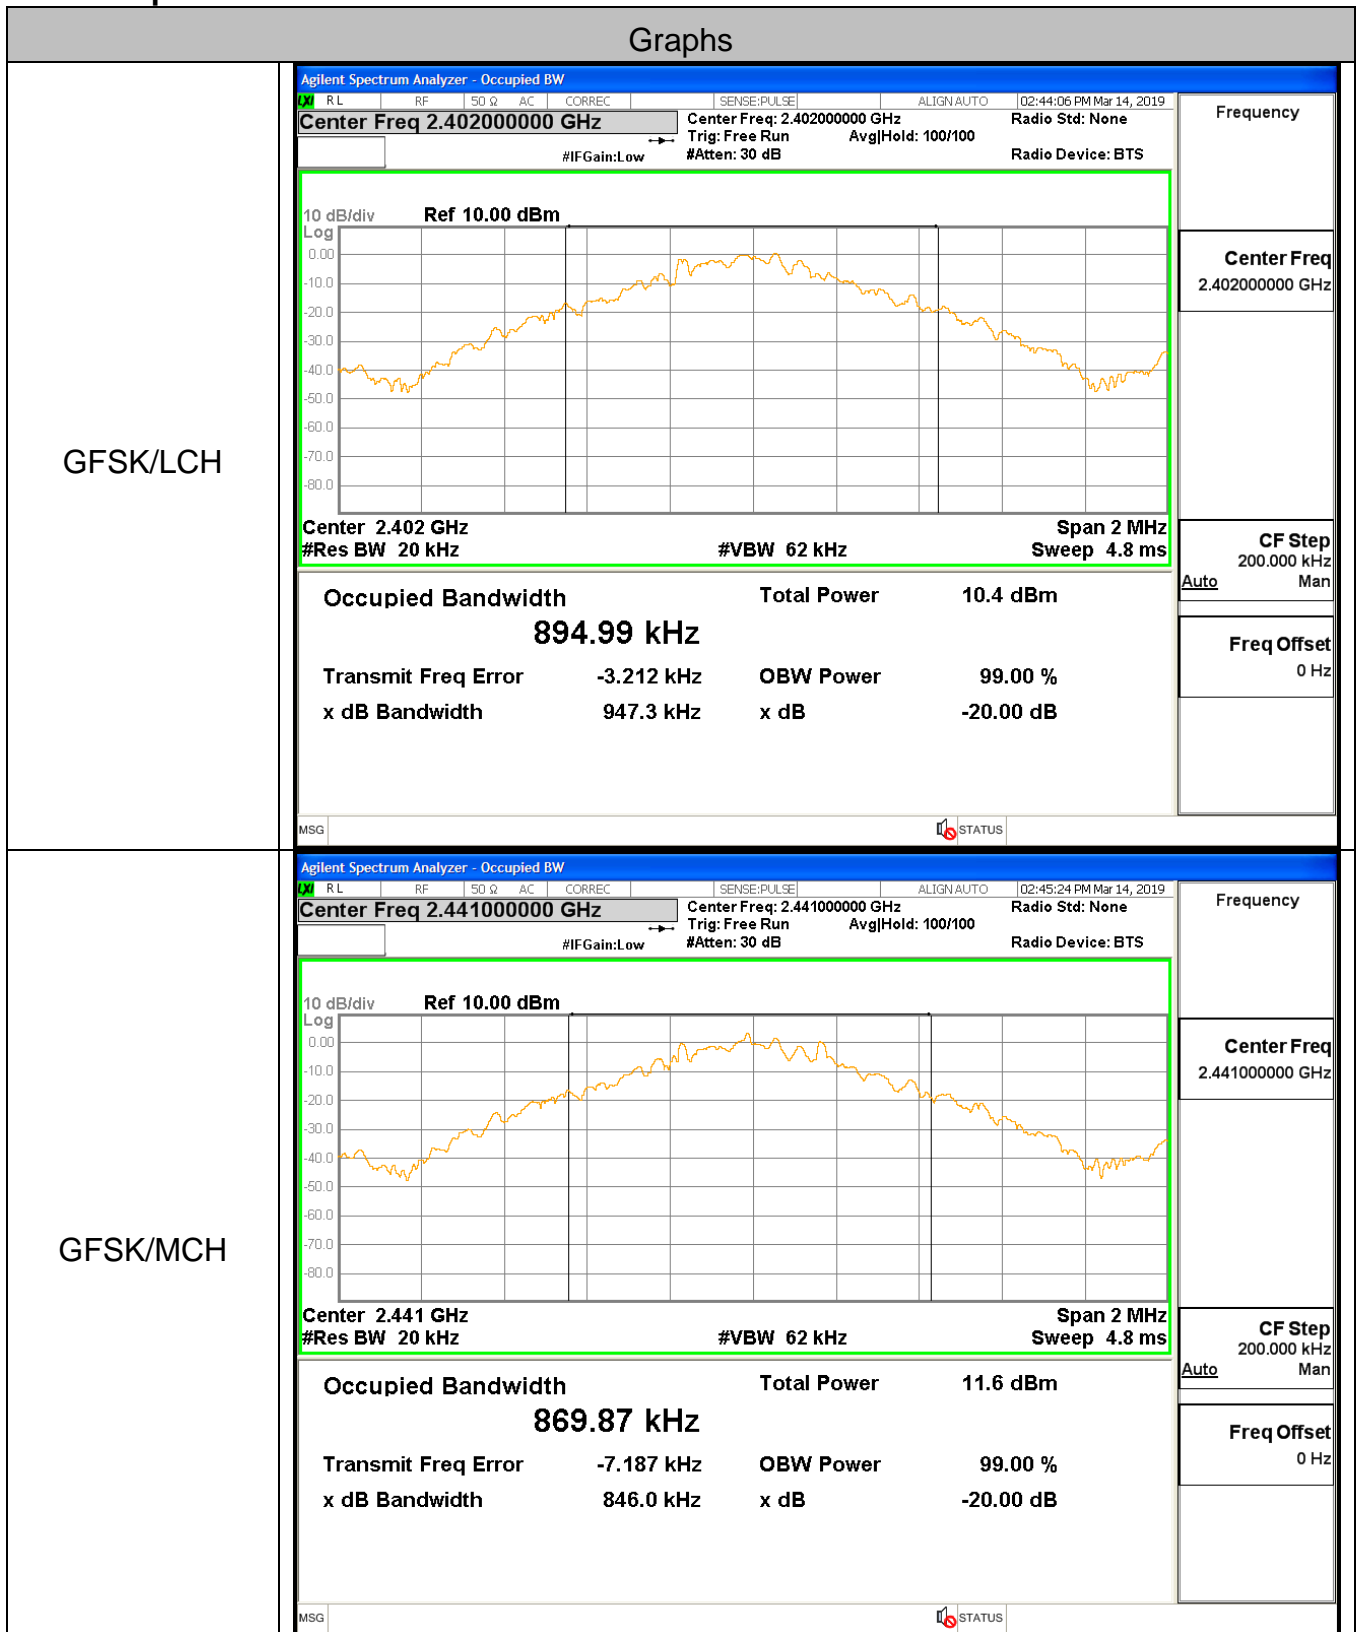 Graphs
GFSK/LCH
Agilent Spectrum Analyzer - Occupied BW
LXI RL RF 50 Ω AC CORREC SENSE:PULSE ALIGN AUTO 02:44:06 PM Mar 14, 2019
Center Freq 2.402000000 GHz
Center Freq: 2.402000000 GHz Radio Std: None
Trig: Free Run Avg|Hold: 100/100
#IFGain:Low #Atten: 30 dB Radio Device: BTS
10 dB/div Ref 10.00 dBm
Log
0.00
-10.0
-20.0
-30.0
-40.0
-50.0
-60.0
-70.0
-80.0
Center 2.402 GHz Span 2 MHz
#Res BW 20 kHz #VBW 62 kHz Sweep 4.8 ms
Occupied Bandwidth Total Power 10.4 dBm
894.99 kHz
Transmit Freq Error -3.212 kHz OBW Power 99.00 %
x dB Bandwidth 947.3 kHz x dB -20.00 dB
MSG STATUS
Frequency
Center Freq
2.402000000 GHz
CF Step
200.000 kHz
Auto Man
Freq Offset
0 Hz
GFSK/MCH
Agilent Spectrum Analyzer - Occupied BW
LXI RL RF 50 Ω AC CORREC SENSE:PULSE ALIGN AUTO 02:45:24 PM Mar 14, 2019
Center Freq 2.441000000 GHz
Center Freq: 2.441000000 GHz Radio Std: None
Trig: Free Run Avg|Hold: 100/100
#IFGain:Low #Atten: 30 dB Radio Device: BTS
10 dB/div Ref 10.00 dBm
Log
0.00
-10.0
-20.0
-30.0
-40.0
-50.0
-60.0
-70.0
-80.0
Center 2.441 GHz Span 2 MHz
#Res BW 20 kHz #VBW 62 kHz Sweep 4.8 ms
Occupied Bandwidth Total Power 11.6 dBm
869.87 kHz
Transmit Freq Error -7.187 kHz OBW Power 99.00 %
x dB Bandwidth 846.0 kHz x dB -20.00 dB
MSG STATUS
Frequency
Center Freq
2.441000000 GHz
CF Step
200.000 kHz
Auto Man
Freq Offset
0 Hz